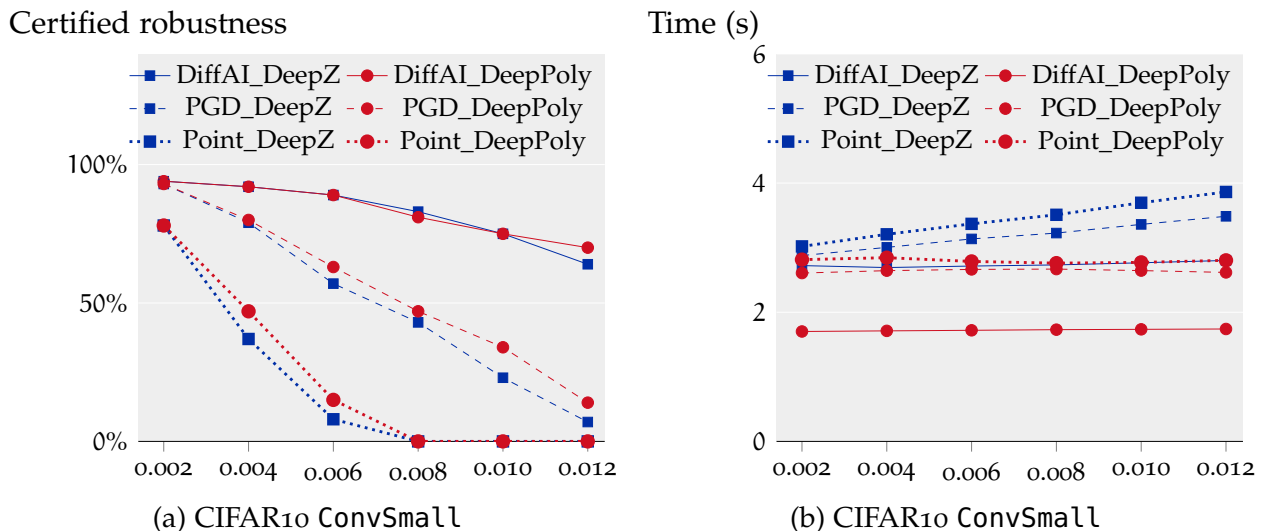 Certified robustness
DiffAI_DeepZ DiffAI_DeepPoly
PGD_DeepZ PGD_DeepPoly
Point_DeepZ Point_DeepPoly
100%
50%
0%
0.002 0.004 0.006 0.008 0.010 0.012
(a) CIFAR10 ConvSmall
Time (s)
6
DiffAI_DeepZ DiffAI_DeepPoly
PGD_DeepZ PGD_DeepPoly
Point_DeepZ Point_DeepPoly
4
2
0
0.002 0.004 0.006 0.008 0.010 0.012
(b) CIFAR10 ConvSmall